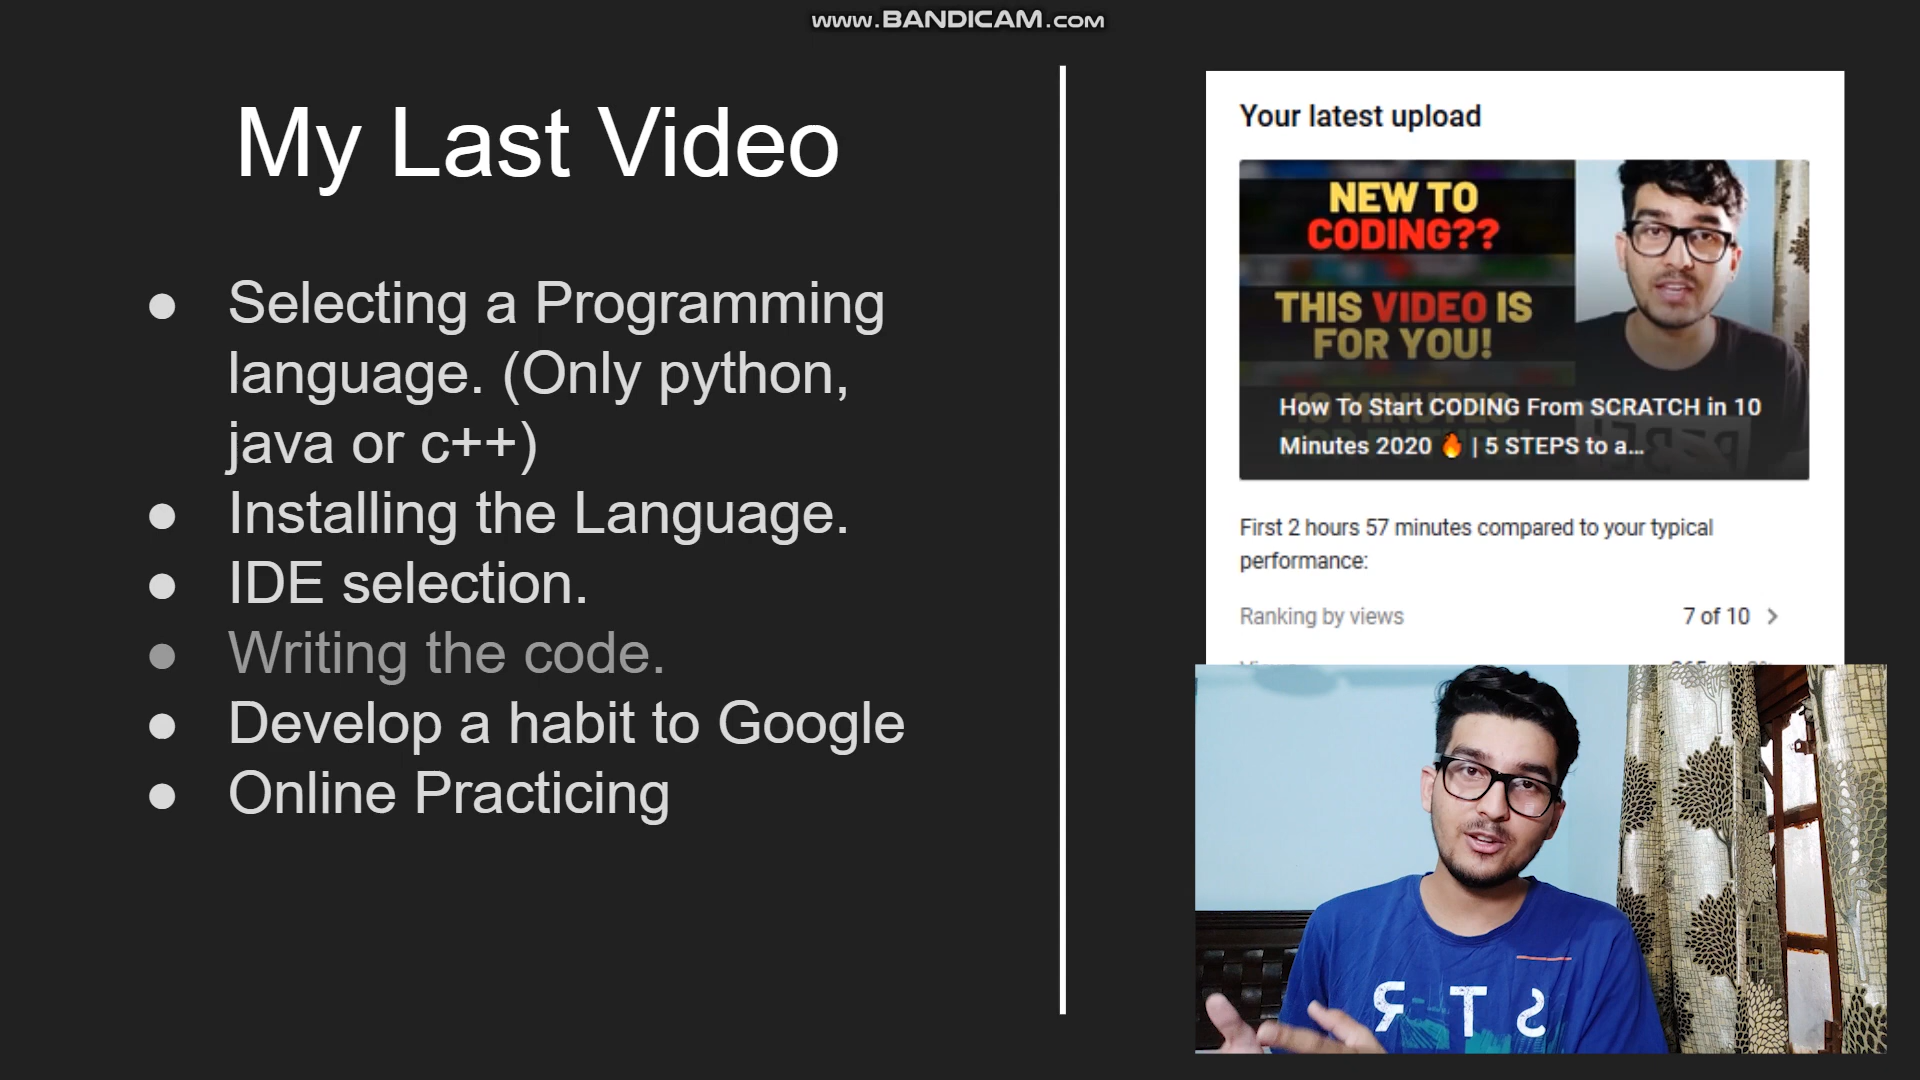 www.BANDICAM.com
My Last Video
● Selecting a Programming
language. (Only python,
java or c++)
● Installing the Language.
● IDE selection.
● Writing the code.
● Develop a habit to Google
● Online Practicing
Your latest upload
NEW TO
CODING??
THIS VIDEO IS
FOR YOU!
How To Start CODING From SCRATCH in 10
Minutes 2020 🔥 | 5 STEPS to a...
First 2 hours 57 minutes compared to your typical
performance:
Ranking by views 7 of 10 >
R T S